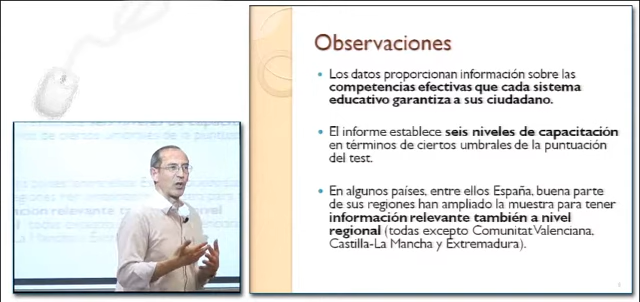 Observaciones
Los datos proporcionan información sobre las
competencias efectivas que cada sistema
educativo garantiza a sus ciudadano.
El informe establece seis niveles de capacitación
en términos de ciertos umbrales de la puntuación
del test.
En algunos países, entre ellos España, buena parte
de sus regiones han ampliado la muestra para tener
información relevante también a nivel
regional (todas excepto Comunitat Valenciana,
Castilla-La Mancha y Extremadura).